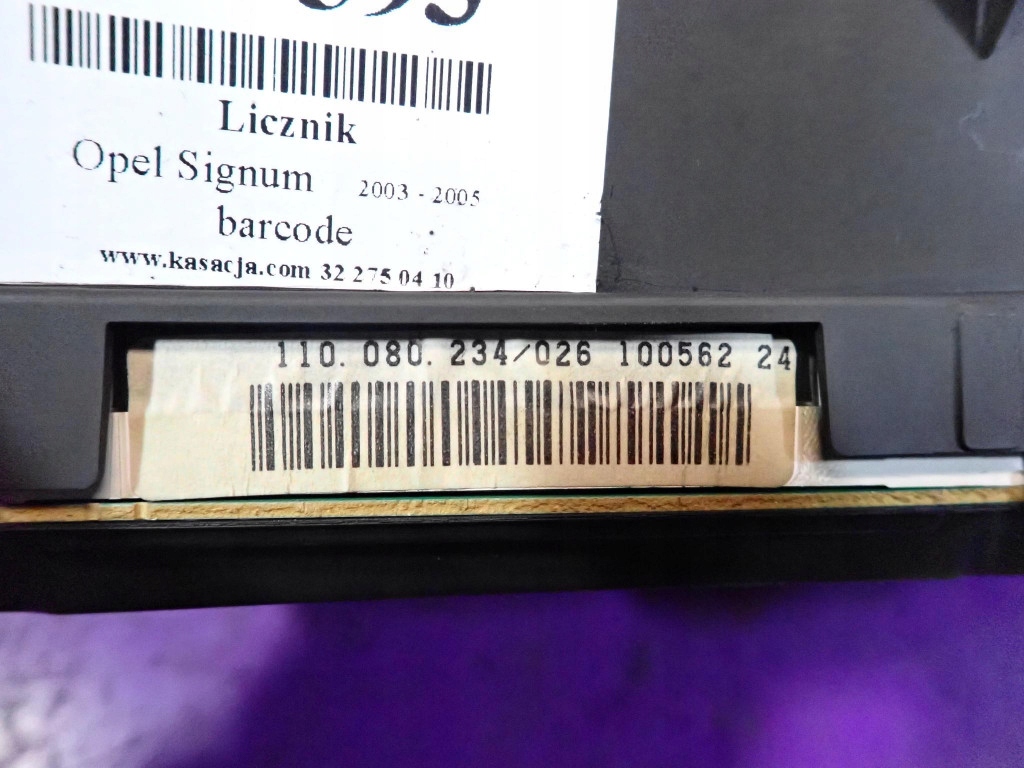 Licznik
Opel Signum 2003 - 2005
barcode
www.kasacja.com 32 275 04 10
110. 080. 234/026 100562 24